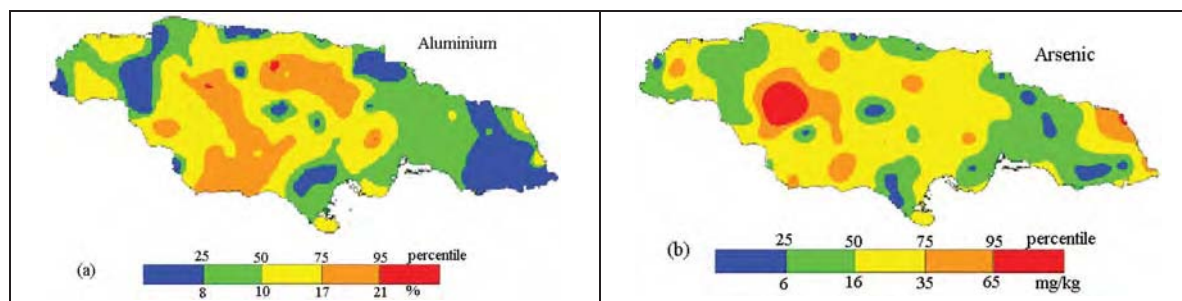 Aluminium
25 50 75 95 percentile
(a)
8 10 17 21 %
Arsenic
25 50 75 95 percentile
(b)
6 16 35 65 mg/kg